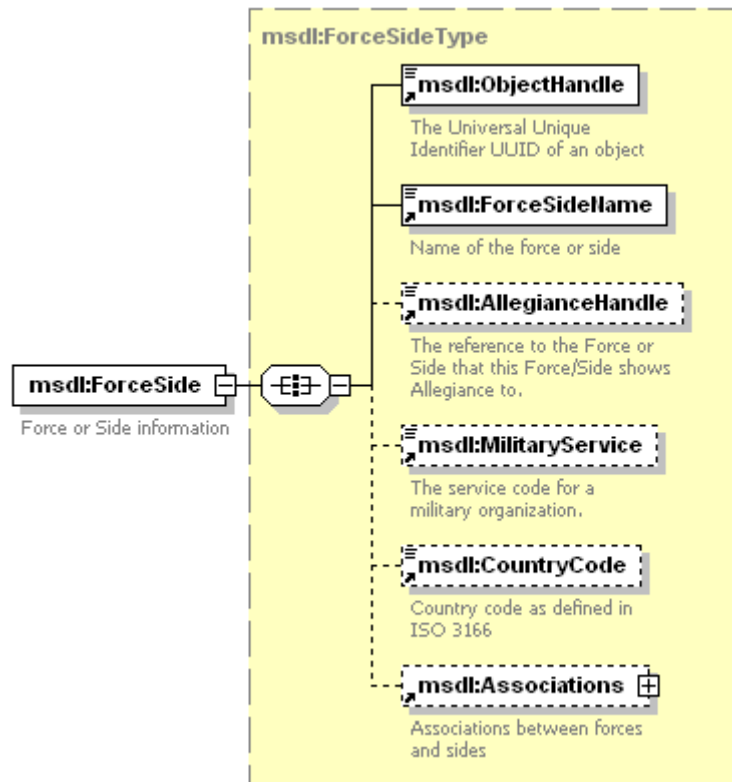 msdl:ForceSideType
msdl:ObjectHandle
The Universal Unique
Identifier UUID of an object
msdl:ForceSideName
Name of the force or side
msdl:AllegianceHandle
The reference to the Force or
Side that this Force/Side shows
Allegiance to.
msdl:ForceSide
Force or Side information
msdl:MilitaryService
The service code for a
military organization.
msdl:CountryCode
Country code as defined in
ISO 3166
msdl:Associations
Associations between forces
and sides